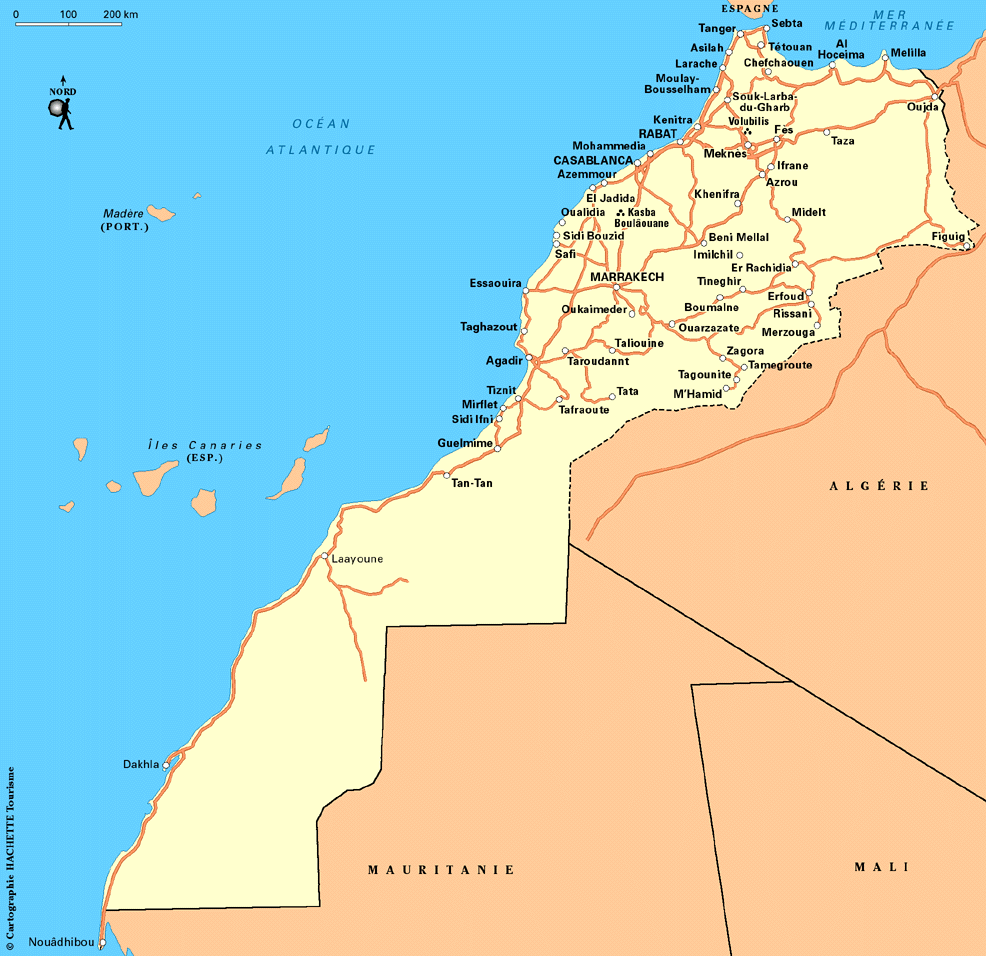 0 100 200 km
ESPAGNE
MER
MÉDITERRANÉE
Sebta
Tanger
Tétouan
Asilah
Al
Hoceima
Melilla
Chefchaouen
Larache
Moulay-
Bousselham
Souk-Larba-
du-Gharb
Oujda
NORD
OCÉAN
ATLANTIQUE
Kenitra
Volubilis
Fès
RABAT
Taza
Mohammedia
Meknès
CASABLANCA
Ifrane
Azemmour
Azrou
El Jadida
Khenifra
Madère
(PORT.)
Oualidia
Kasba
Boulâouane
Midelt
Sidi Bouzid
Beni Mellal
Figuig
Safi
Imilchil
Er Rachidia
MARRAKECH
Tineghir
Essaouira
Erfoud
Oukaimeder
Boumalne
Rissani
Taghazout
Ouarzazate
Merzouga
Taliouine
Zagora
Agadir
Taroudannt
Tamegroute
Tagounite
Tiznit
Tata
M'Hamid
Mirflet
Tafraoute
Sidi Ifni
Îles Canaries
(ESP.)
Guelmime
Tan-Tan
ALGÉRIE
Laayoune
Dakhla
MAURITANIE
MALI
Nouâdhibou
© Cartographie HACHETTE Tourisme